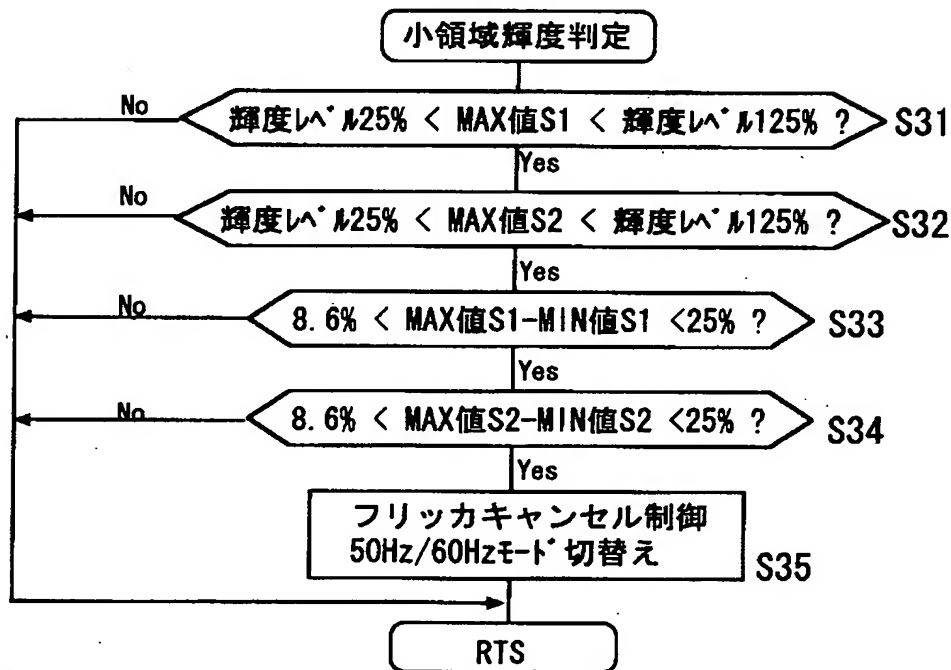 小領域輝度判定
No
輝度レベル25% < MAX値S1 < 輝度レベル125% ?
S31
Yes
No
輝度レベル25% < MAX値S2 < 輝度レベル125% ?
S32
Yes
No
8.6% < MAX値S1-MIN値S1 <25% ?
S33
Yes
No
8.6% < MAX値S2-MIN値S2 <25% ?
S34
Yes
フリッカキャンセル制御
50Hz/60Hzモード切替え
S35
RTS